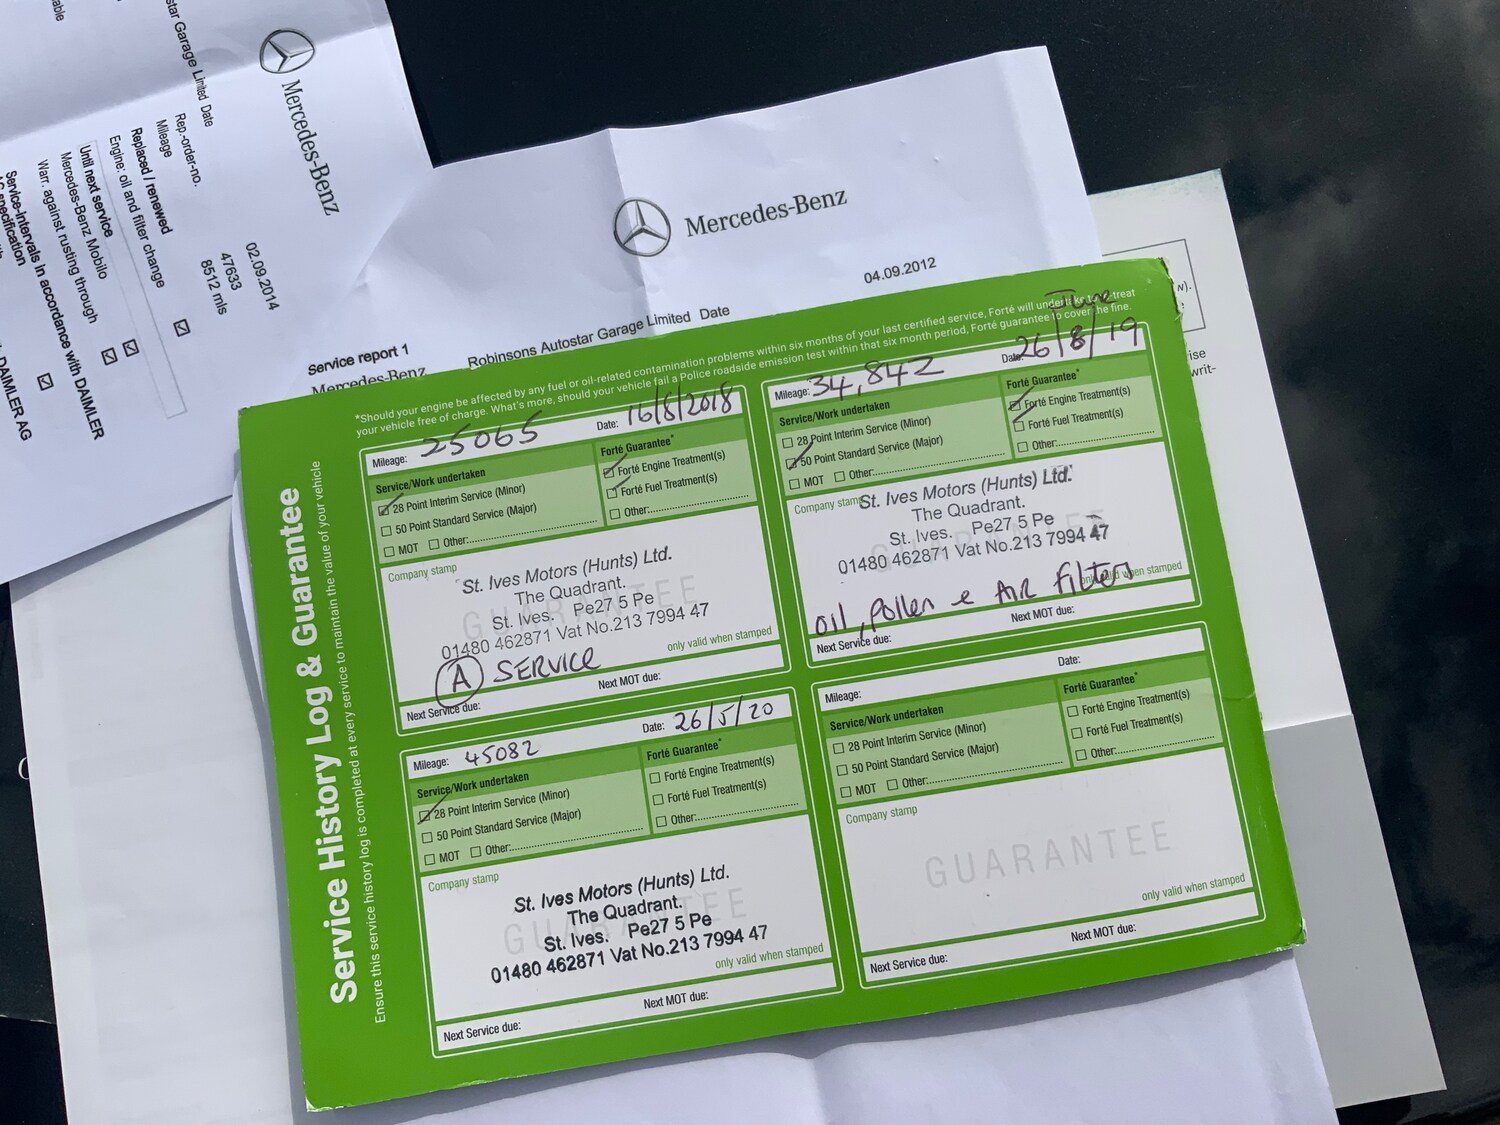 Garage Limited Date
Mercedes-Benz
02.09.2014
Rep.-order-no.
47633
Mileage
8512 mls
Replaced / renewed
Engine: oil and filter change
Until next service
Mercedes-Benz Mobilo
Warr. against rusting through
Service-intervals in accordance with DAIMLER
specification
DAIMLER AG
Mercedes-Benz
04.09.2012
Service report 1
Robinsons Autostar Garage Limited Date
Mercedes-Benz
Service History Log & Guarantee
Ensure this service history log is completed at every service to maintain the value of your vehicle
*Should your engine be affected by any fuel or oil-related contamination problems within six months of your last certified service, Forté will undertake to treat
your vehicle free of charge. What's more, should your vehicle fail a Police roadside emission test within that six month period, Forté guarantee to cover the fine.
Mileage: 25065 Date: 16/8/2018
Service/Work undertaken
28 Point Interim Service (Minor)
50 Point Standard Service (Major)
MOT Other:
Forté Guarantee*
Forté Engine Treatment(s)
Forté Fuel Treatment(s)
Other:
Company stamp
GUARANTEE
St. Ives Motors (Hunts) Ltd.
The Quadrant.
St. Ives. Pe27 5 Pe
01480 462871 Vat No.213 7994 47
only valid when stamped
A SERVICE
Next Service due: Next MOT due:
June
Mileage: 34,842 Date: 26/8/19
Service/Work undertaken
28 Point Interim Service (Minor)
50 Point Standard Service (Major)
MOT Other:
Forté Guarantee*
Forté Engine Treatment(s)
Forté Fuel Treatment(s)
Other:
Company stamp
GUARANTEE
St. Ives Motors (Hunts) Ltd.
The Quadrant.
St. Ives. Pe27 5 Pe
01480 462871 Vat No.213 7994 47
only valid when stamped
oil, pollen e AIR FILTER
Next Service due: Next MOT due:
Mileage: 45082 Date: 26/5/20
Service/Work undertaken
28 Point Interim Service (Minor)
50 Point Standard Service (Major)
MOT Other:
Forté Guarantee*
Forté Engine Treatment(s)
Forté Fuel Treatment(s)
Other:
Company stamp
GUARANTEE
St. Ives Motors (Hunts) Ltd.
The Quadrant.
St. Ives. Pe27 5 Pe
01480 462871 Vat No.213 7994 47
only valid when stamped
Next Service due: Next MOT due:
Mileage: Date:
Service/Work undertaken
28 Point Interim Service (Minor)
50 Point Standard Service (Major)
MOT Other:
Forté Guarantee*
Forté Engine Treatment(s)
Forté Fuel Treatment(s)
Other:
Company stamp
GUARANTEE
only valid when stamped
Next Service due: Next MOT due: